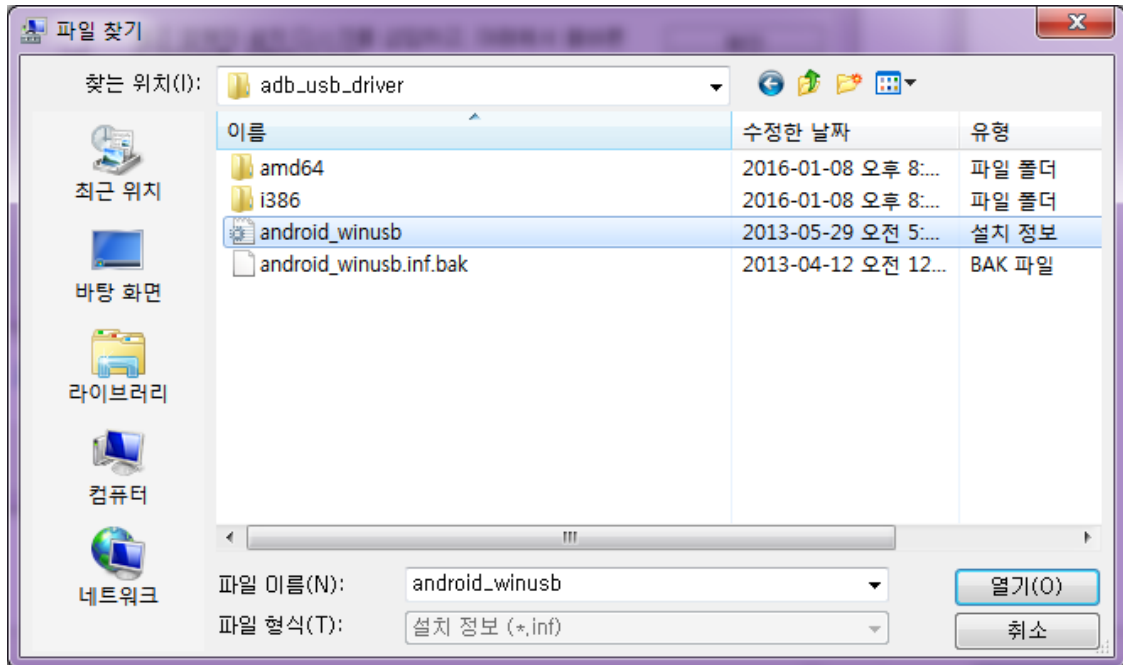 파일 찾기
찾는 위치(I): adb_usb_driver
최근 위치
바탕 화면
라이브러리
컴퓨터
네트워크
이름 수정한 날짜 유형
amd64 2016-01-08 오후 8:... 파일 폴더
i386 2016-01-08 오후 8:... 파일 폴더
android_winusb 2013-05-29 오전 5:... 설치 정보
android_winusb.inf.bak 2013-04-12 오전 12... BAK 파일
파일 이름(N): android_winusb 열기(O)
파일 형식(T): 설치 정보 (*.inf) 취소